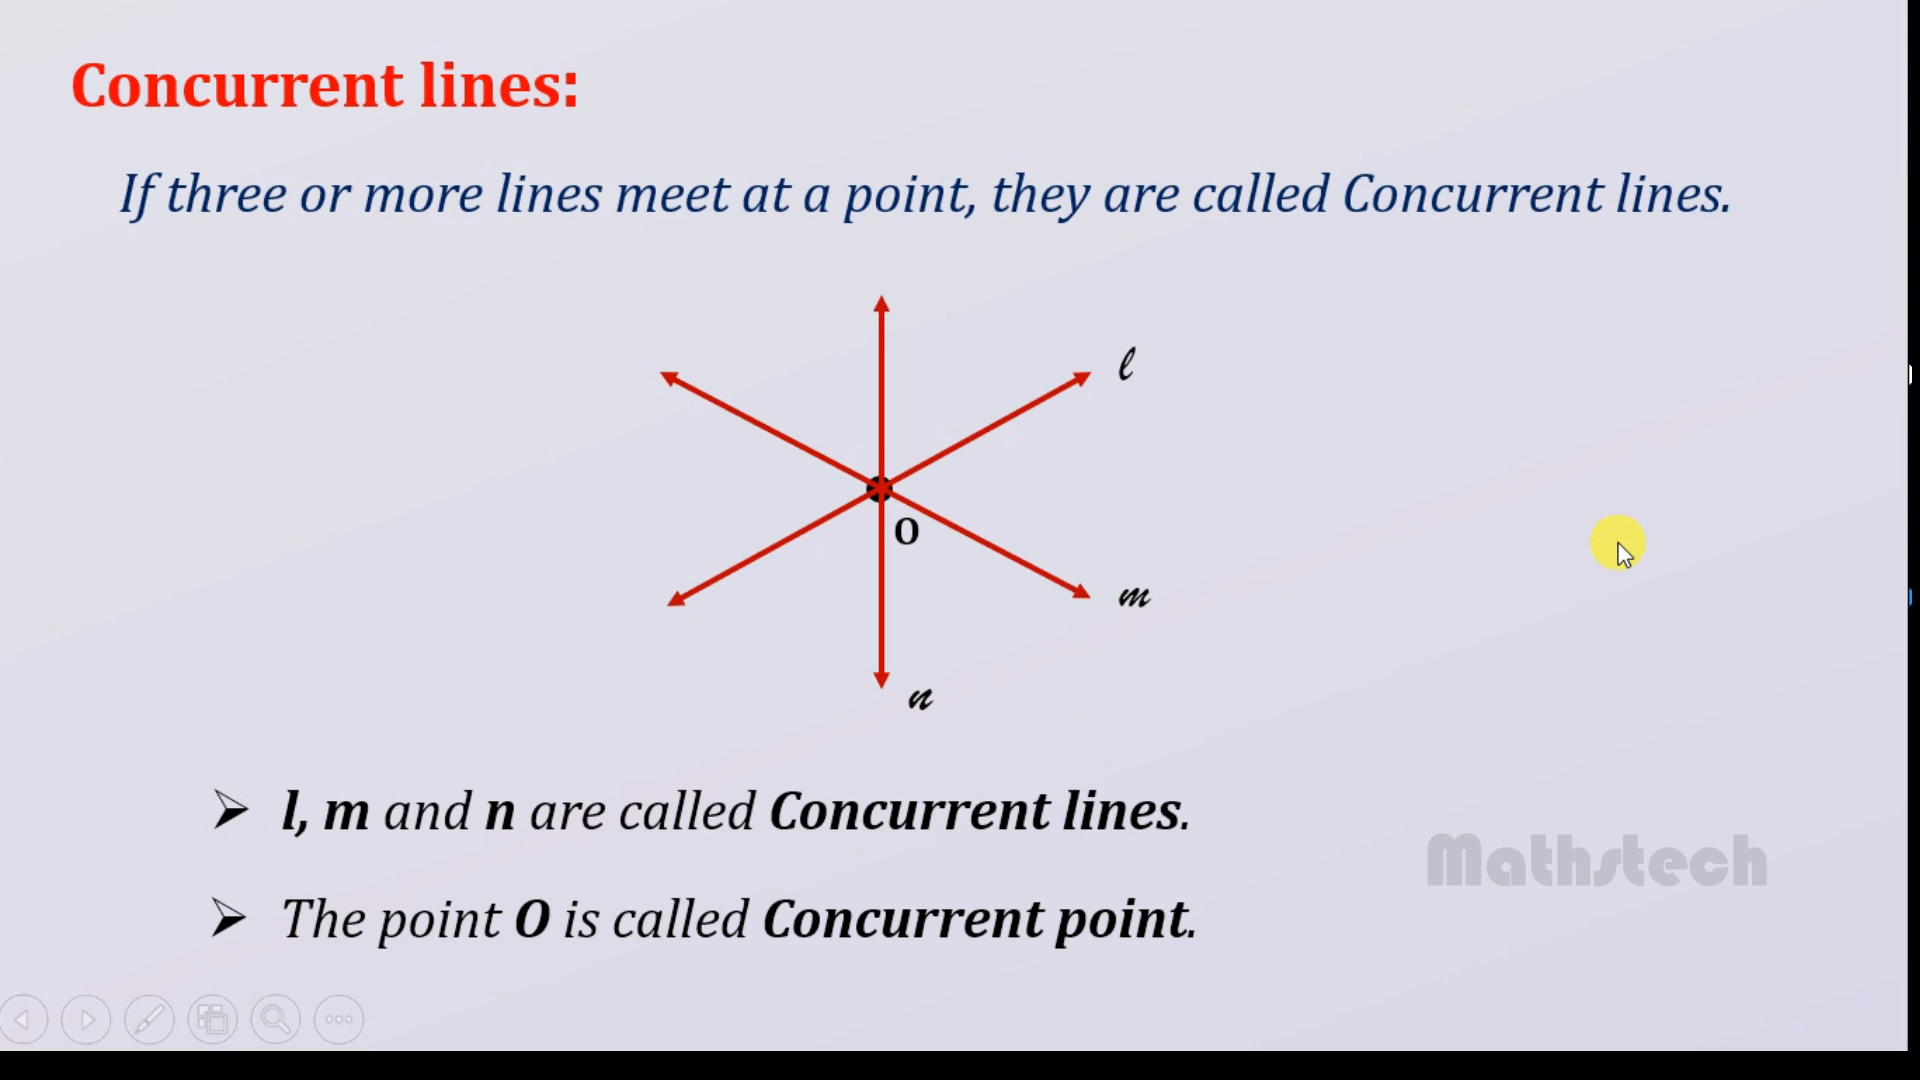 Concurrent lines:
If three or more lines meet at a point, they are called Concurrent lines.
l
O
m
n
➢ l, m and n are called Concurrent lines.
Mathstech
➢ The point O is called Concurrent point.